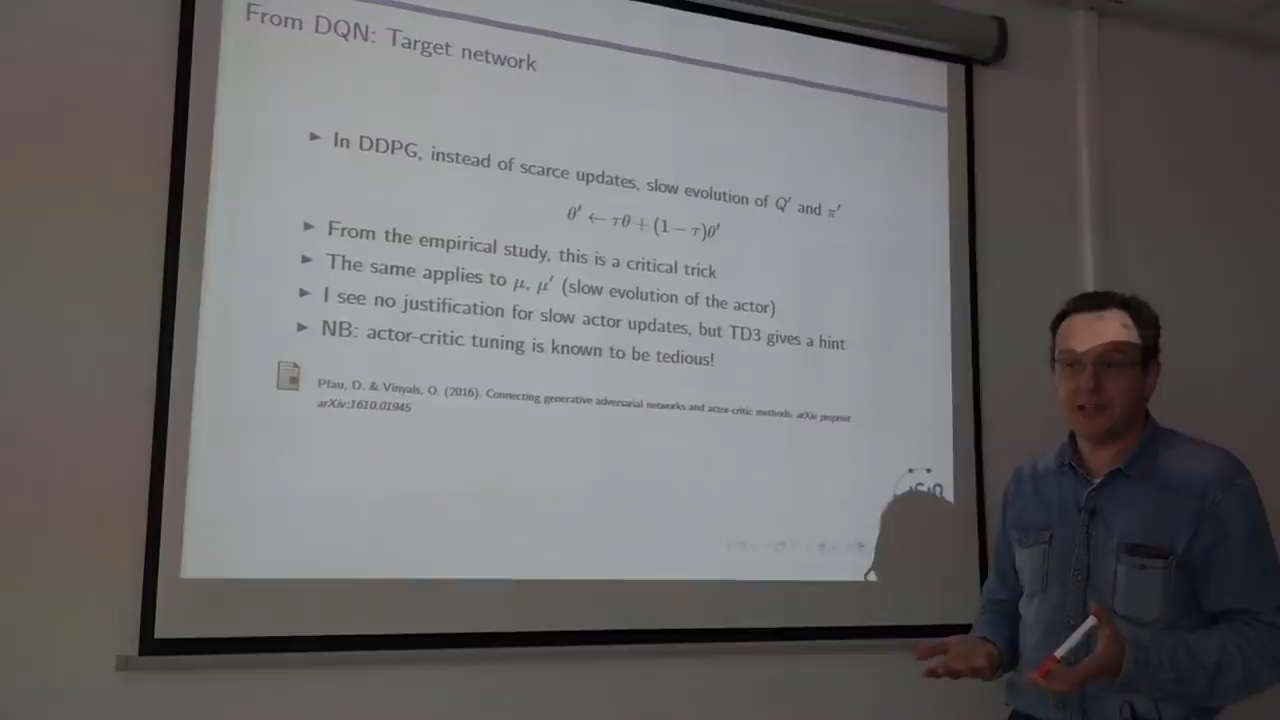 From DQN: Target network
► In DDPG, instead of scarce updates, slow evolution of Q′ and π′
θ′ ← τθ + (1 − τ)θ′
► From the empirical study, this is a critical trick
► The same applies to μ, μ′ (slow evolution of the actor)
► I see no justification for slow actor updates, but TD3 gives a hint
► NB: actor-critic tuning is known to be tedious!
Pfau, D. & Vinyals, O. (2016). Connecting generative adversarial networks and actor-critic methods. arXiv preprint
arXiv:1610.01945